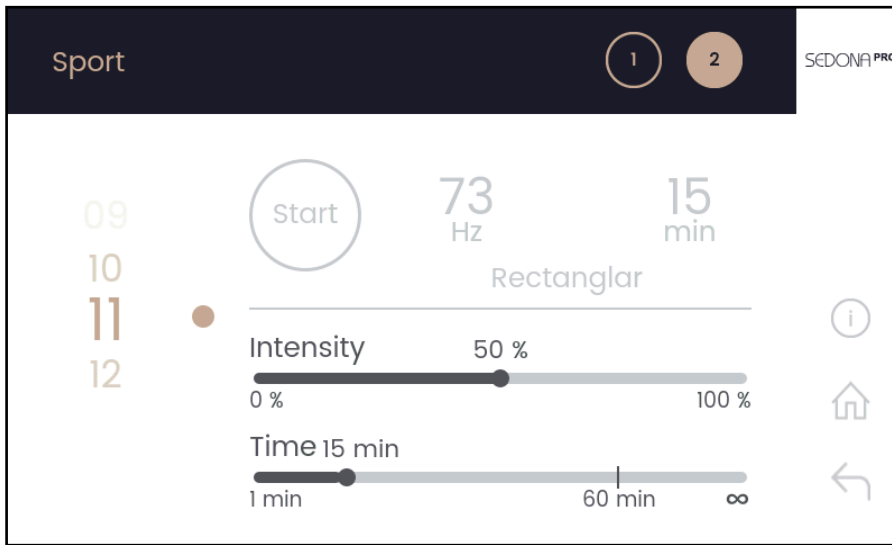 Sport
1
2
SEDONA PRO
09
10
11
12
Start
73
Hz
15
min
Rectanglar
Intensity 50 %
0 % 100 %
Time 15 min
1 min 60 min ∞
i